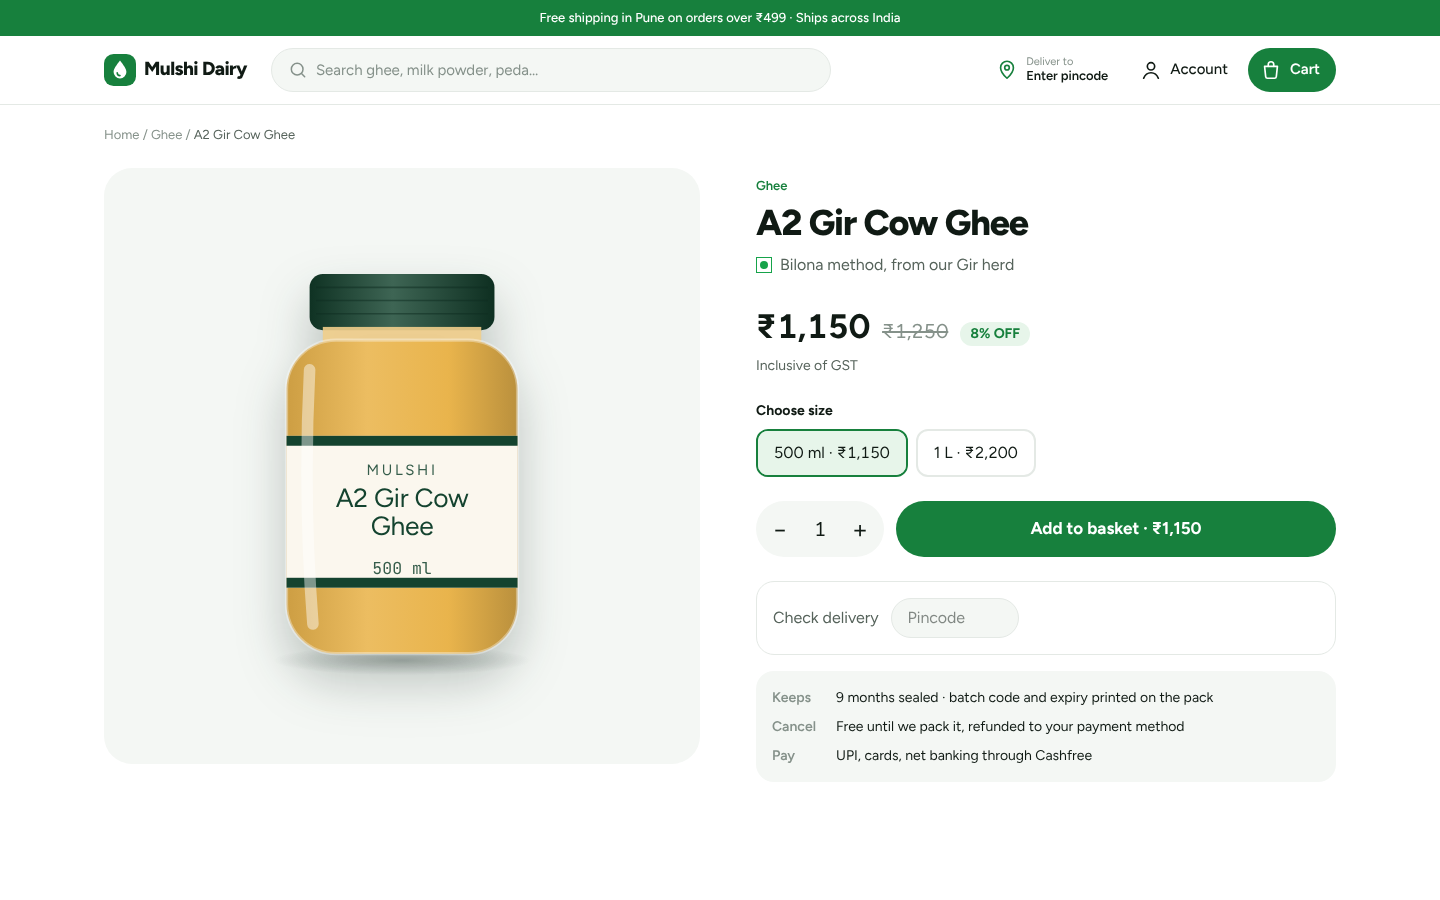 Free shipping in Pune on orders over ₹499 · Ships across India
Mulshi Dairy
Search ghee, milk powder, peda...
Deliver to
Enter pincode
Account
Cart
Home / Ghee / A2 Gir Cow Ghee
MULSHI
A2 Gir Cow
Ghee
500 ml
Ghee
A2 Gir Cow Ghee
Bilona method, from our Gir herd
₹1,150 ₹1,250 8% OFF
Inclusive of GST
Choose size
500 ml · ₹1,150
1 L · ₹2,200
− 1 +
Add to basket · ₹1,150
Check delivery Pincode
Keeps 9 months sealed · batch code and expiry printed on the pack
Cancel Free until we pack it, refunded to your payment method
Pay UPI, cards, net banking through Cashfree